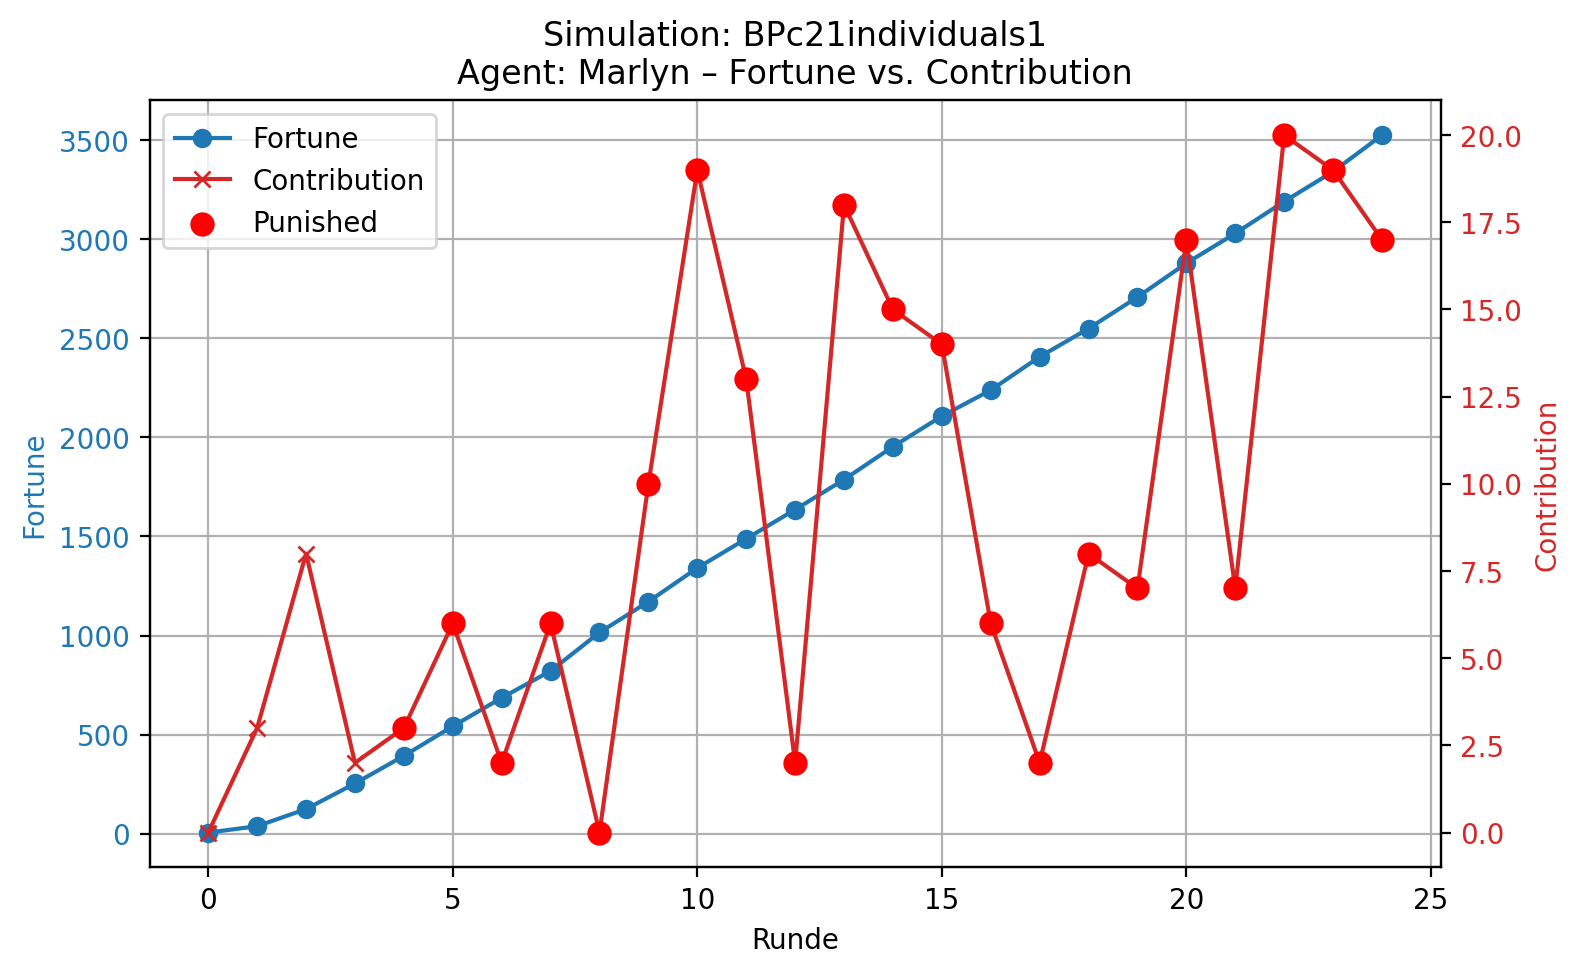 Simulation: BPc21individuals1
Agent: Marlyn – Fortune vs. Contribution
Fortune
Contribution
Punished
3500
3000
2500
2000
1500
1000
500
0
Fortune
20.0
17.5
15.0
12.5
10.0
7.5
5.0
2.5
0.0
Contribution
0 5 10 15 20 25
Runde